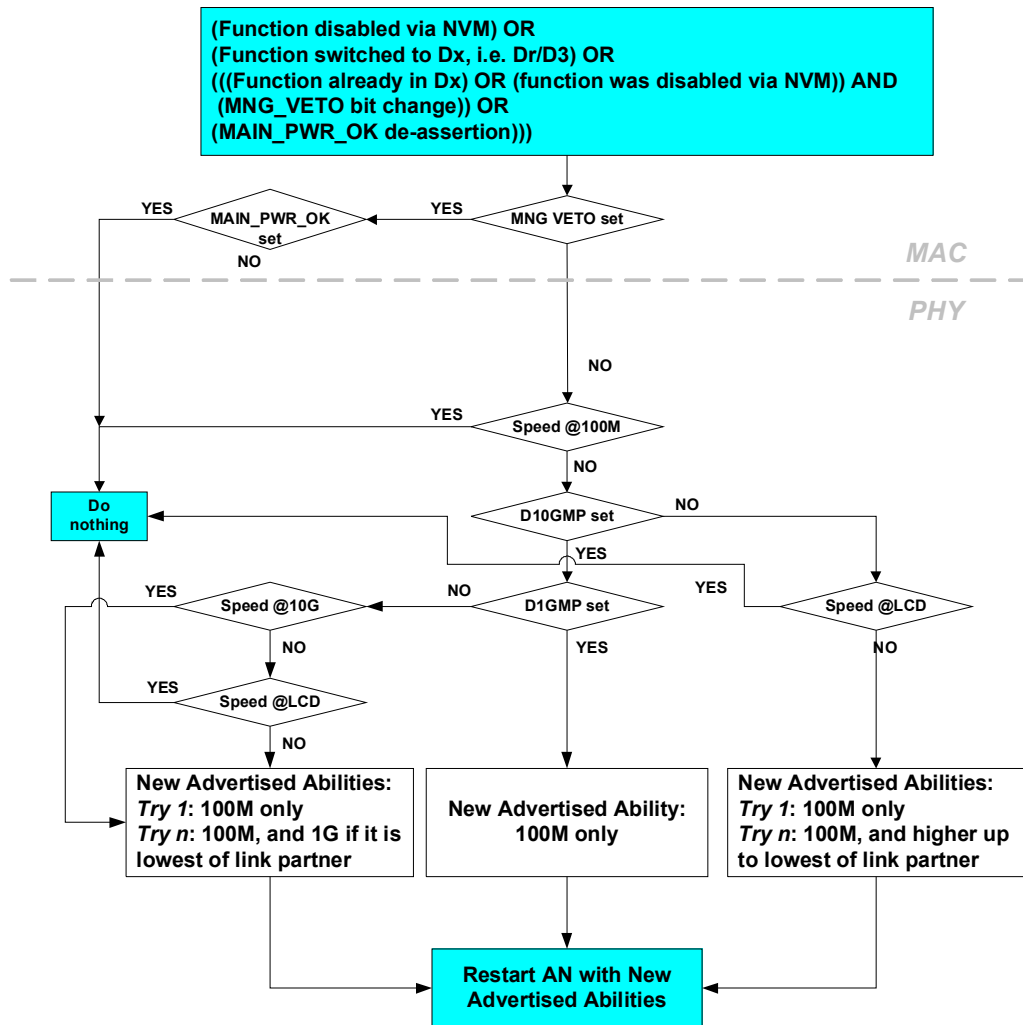 (Function disabled via NVM) OR
(Function switched to Dx, i.e. Dr/D3) OR
(((Function already in Dx) OR (function was disabled via NVM)) AND
(MNG_VETO bit change)) OR
(MAIN_PWR_OK de-assertion)))
YES
MAIN_PWR_OK
set
NO
YES
MNG VETO set
MAC
PHY
NO
YES
Speed @100M
NO
Do
nothing
D10GMP set
NO
YES
YES
Speed @10G
NO
D1GMP set
YES
Speed @LCD
NO
YES
NO
YES
Speed @LCD
NO
New Advertised Abilities:
Try 1: 100M only
Try n: 100M, and 1G if it is
lowest of link partner
New Advertised Ability:
100M only
New Advertised Abilities:
Try 1: 100M only
Try n: 100M, and higher up
to lowest of link partner
Restart AN with New
Advertised Abilities